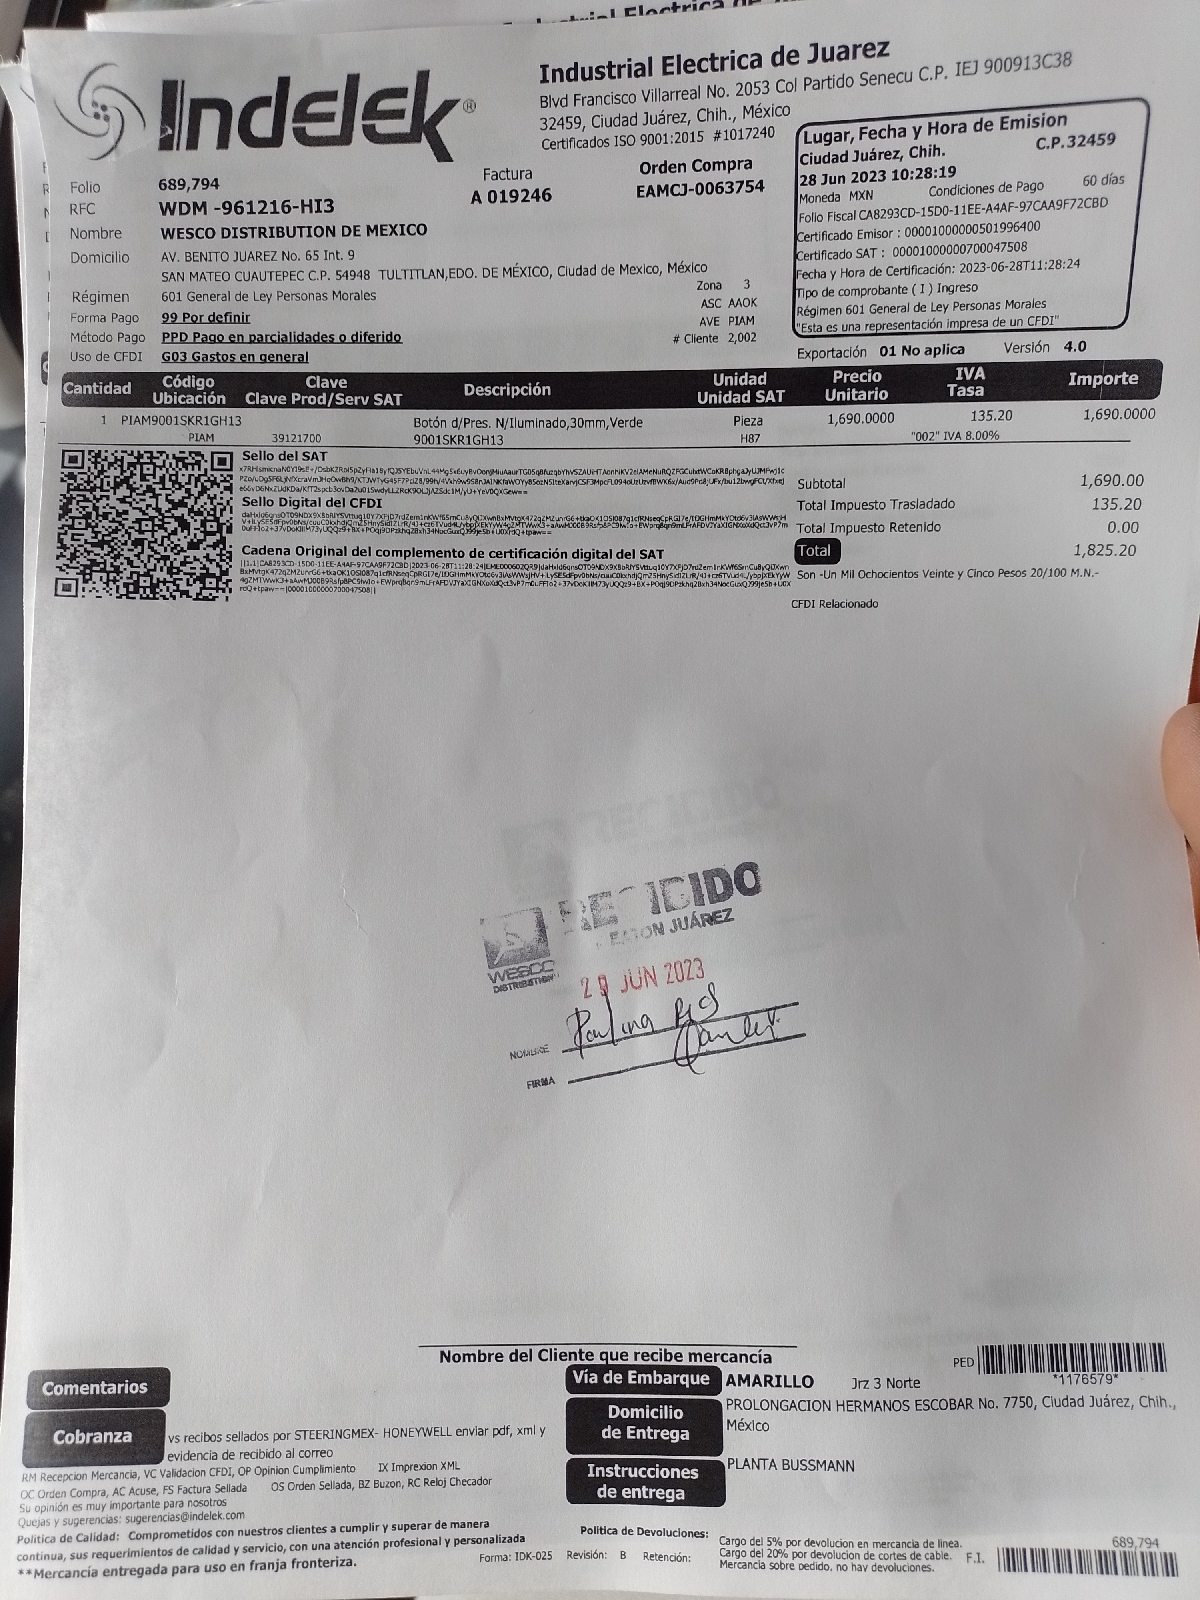 Indelek®
Industrial Electrica de Juarez
Blvd Francisco Villarreal No. 2053 Col Partido Senecu C.P. IEJ 900913C38
32459, Ciudad Juárez, Chih., México
Certificados ISO 9001:2015 #1017240
Lugar, Fecha y Hora de Emision
Ciudad Juárez, Chih. C.P.32459
28 Jun 2023 10:28:19
Moneda MXN Condiciones de Pago 60 días
Folio Fiscal CA8293CD-15D0-11EE-A4AF-97CAA9F72CBD
Certificado Emisor : 00001000000501996400
Certificado SAT : 00001000000700047508
Fecha y Hora de Certificación: 2023-06-28T11:28:24
Tipo de comprobante ( I ) Ingreso
Régimen 601 General de Ley Personas Morales
"Esta es una representación impresa de un CFDI"
Exportación 01 No aplica Versión 4.0
Folio 689,794
Factura
A 019246
Orden Compra
EAMCJ-0063754
RFC WDM -961216-HI3
Nombre WESCO DISTRIBUTION DE MEXICO
Domicilio AV. BENITO JUAREZ No. 65 Int. 9
SAN MATEO CUAUTEPEC C.P. 54948 TULTITLAN,EDO. DE MÉXICO, Ciudad de Mexico, México
Régimen 601 General de Ley Personas Morales
Forma Pago 99 Por definir
Método Pago PPD Pago en parcialidades o diferido
Uso de CFDI G03 Gastos en general
Zona 3
ASC AAOK
AVE PIAM
# Cliente 2,002
Cantidad Código Ubicación Clave Clave Prod/Serv SAT Descripción Unidad Unidad SAT Precio Unitario IVA Tasa Importe
1 PIAM9001SKR1GH13 Botón d/Pres. N/Iluminado,30mm,Verde Pieza 1,690.0000 135.20 1,690.0000
PIAM 39121700 9001SKR1GH13 H87 "002" IVA 8.00%
Sello del SAT
Sello Digital del CFDI
Cadena Original del complemento de certificación digital del SAT
Subtotal 1,690.00
Total Impuesto Trasladado 135.20
Total Impuesto Retenido 0.00
Total 1,825.20
Son -Un Mil Ochocientos Veinte y Cinco Pesos 20/100 M.N.-
CFDI Relacionado
JUÁREZ
WESCO
DISTRIBUTION
JUN 2023
NOMBRE Paulina
FIRMA
Nombre del Cliente que recibe mercancía
PED
*1176579*
Comentarios
Cobranza
vs recibos sellados por STEERINGMEX- HONEYWELL enviar pdf, xml y
evidencia de recibido al correo
Vía de Embarque AMARILLO Jrz 3 Norte
Domicilio de Entrega PROLONGACION HERMANOS ESCOBAR No. 7750, Ciudad Juárez, Chih.,
México
Instrucciones de entrega PLANTA BUSSMANN
RM Recepcion Mercancia, VC Validacion CFDI, OP Opinion Cumplimiento IX Imprexion XML
OC Orden Compra, AC Acuse, FS Factura Sellada OS Orden Sellada, BZ Buzon, RC Reloj Checador
Su opinión es muy importante para nosotros
Quejas y sugerencias: sugerencias@indelek.com
Politica de Calidad: Comprometidos con nuestros clientes a cumplir y superar de manera
continua, sus requerimientos de calidad y servicio, con una atención profesional y personalizada
**Mercancia entregada para uso en franja fronteriza.
Forma: IDK-025 Revisión: B Retención:
Politica de Devoluciones: Cargo del 5% por devolucion en mercancia de linea.
Cargo del 20% por devolucion de cortes de cable.
Mercancia sobre pedido, no hay devoluciones.
F.I.
689,794